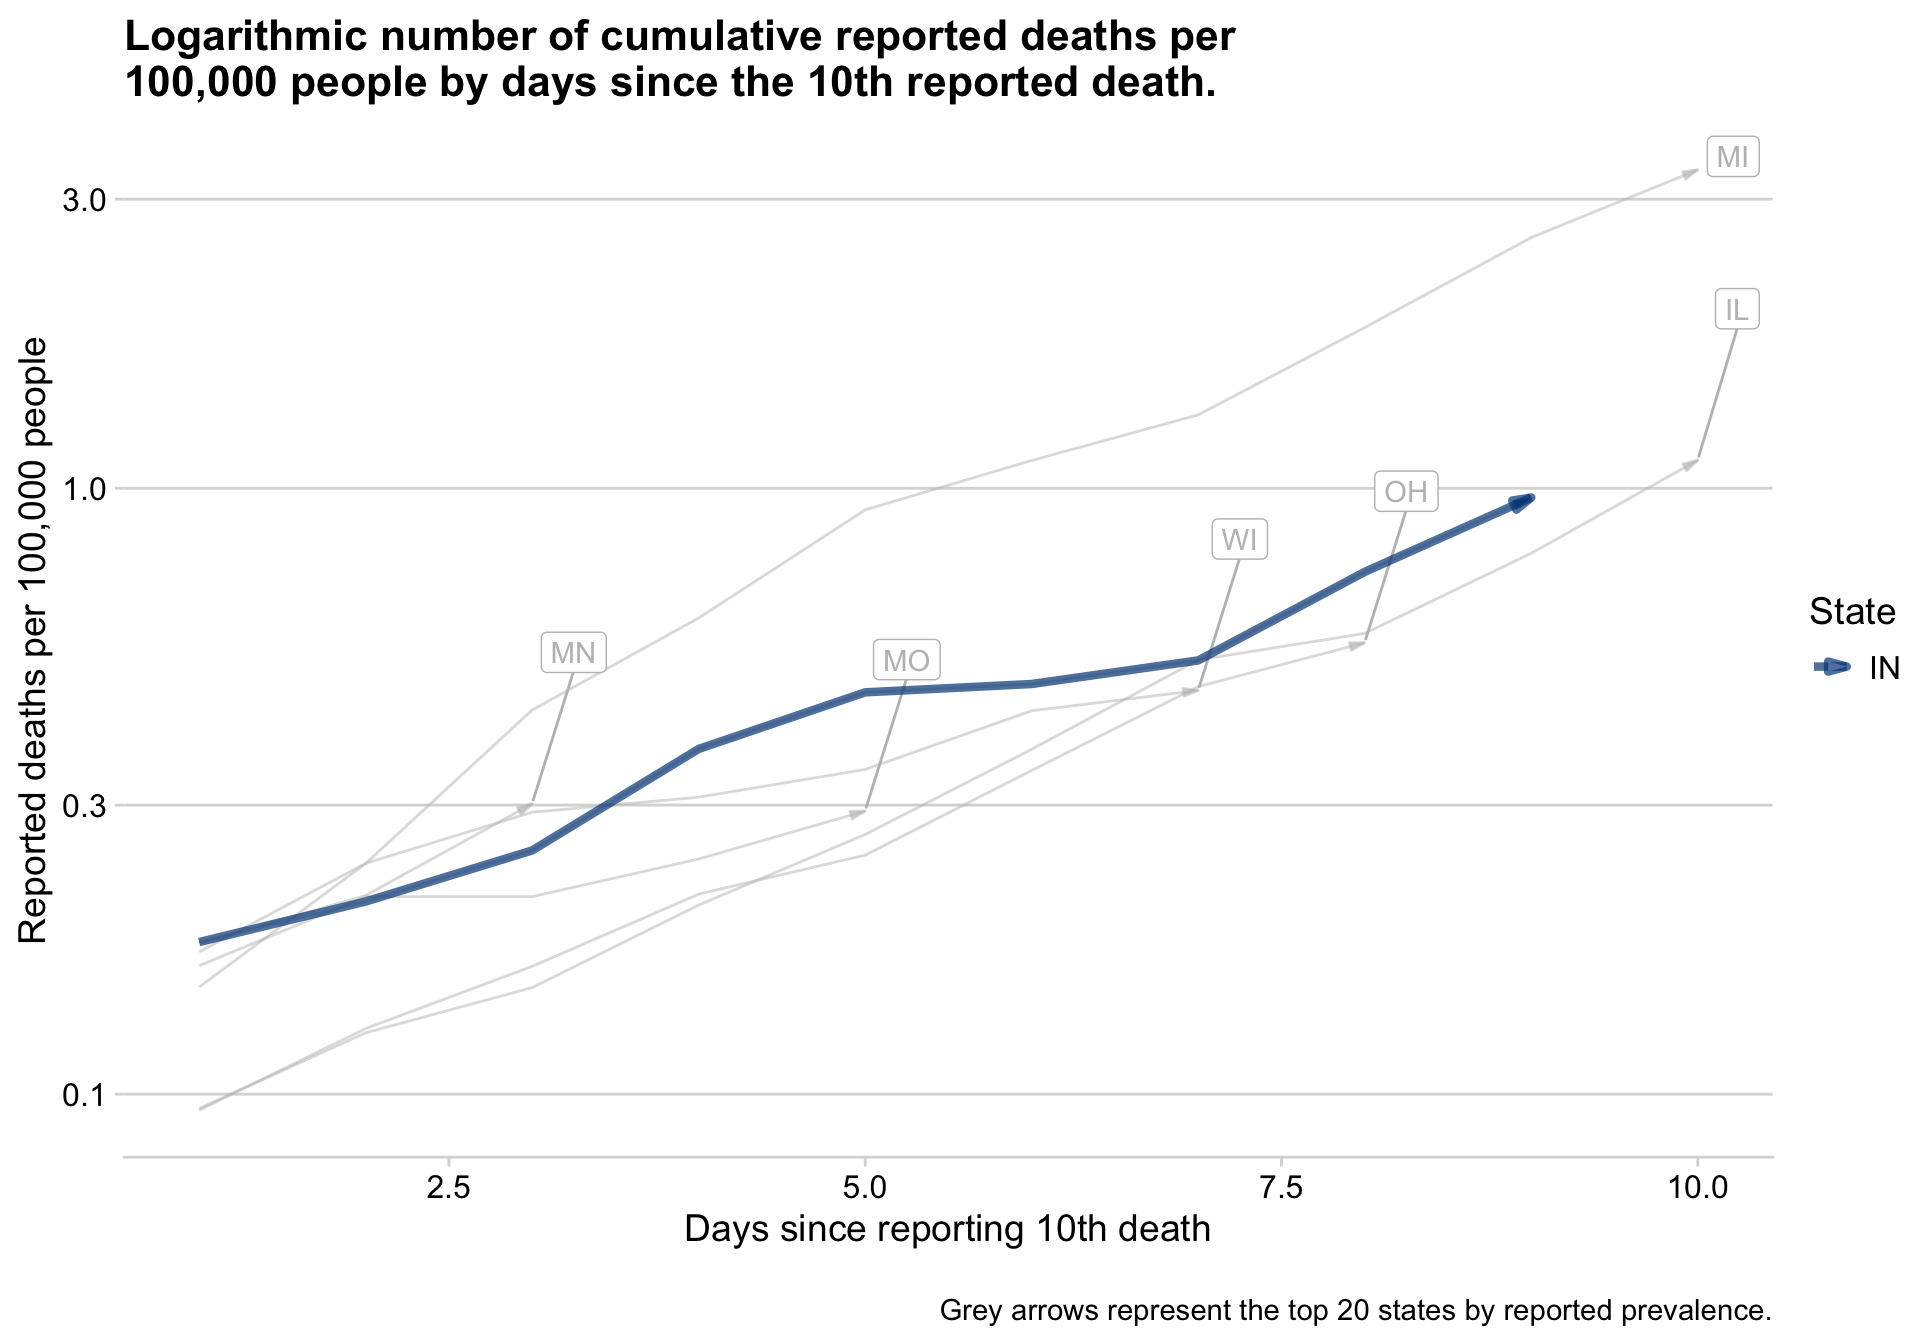 Logarithmic number of cumulative reported deaths per
100,000 people by days since the 10th reported death.
MI
3.0
IL
Reported deaths per 100,000 people
1.0
OH
WI
MN
MO
State
IN
0.3
0.1
2.5 5.0 7.5 10.0
Days since reporting 10th death
Grey arrows represent the top 20 states by reported prevalence.